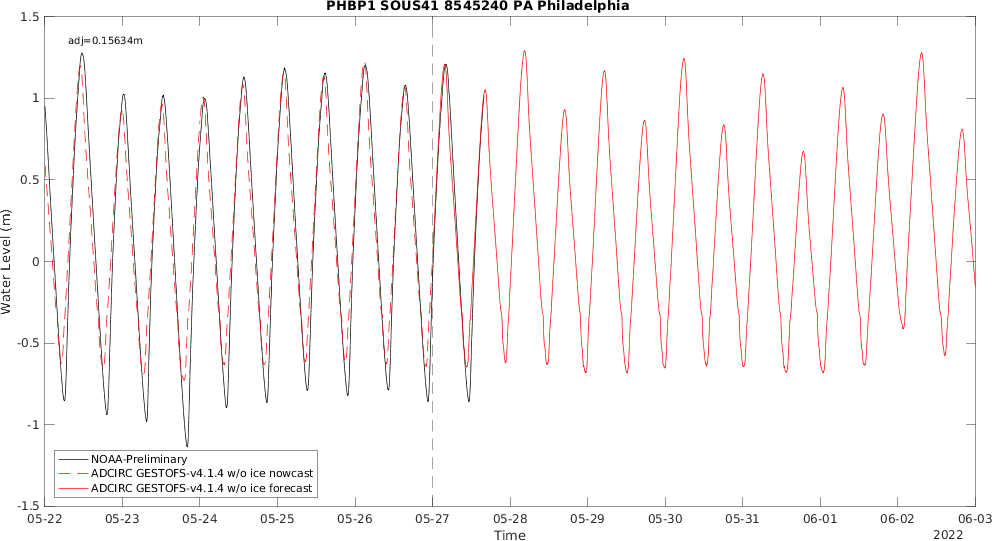 PHBP1 SOUS41 8545240 PA Philadelphia
adj=0.15634m
1.5
1
0.5
0
-0.5
-1
-1.5
Water Level (m)
NOAA-Preliminary
ADCIRC GESTOFS-v4.1.4 w/o ice nowcast
ADCIRC GESTOFS-v4.1.4 w/o ice forecast
05-22 05-23 05-24 05-25 05-26 05-27 05-28 05-29 05-30 05-31 06-01 06-02 06-03
Time
2022